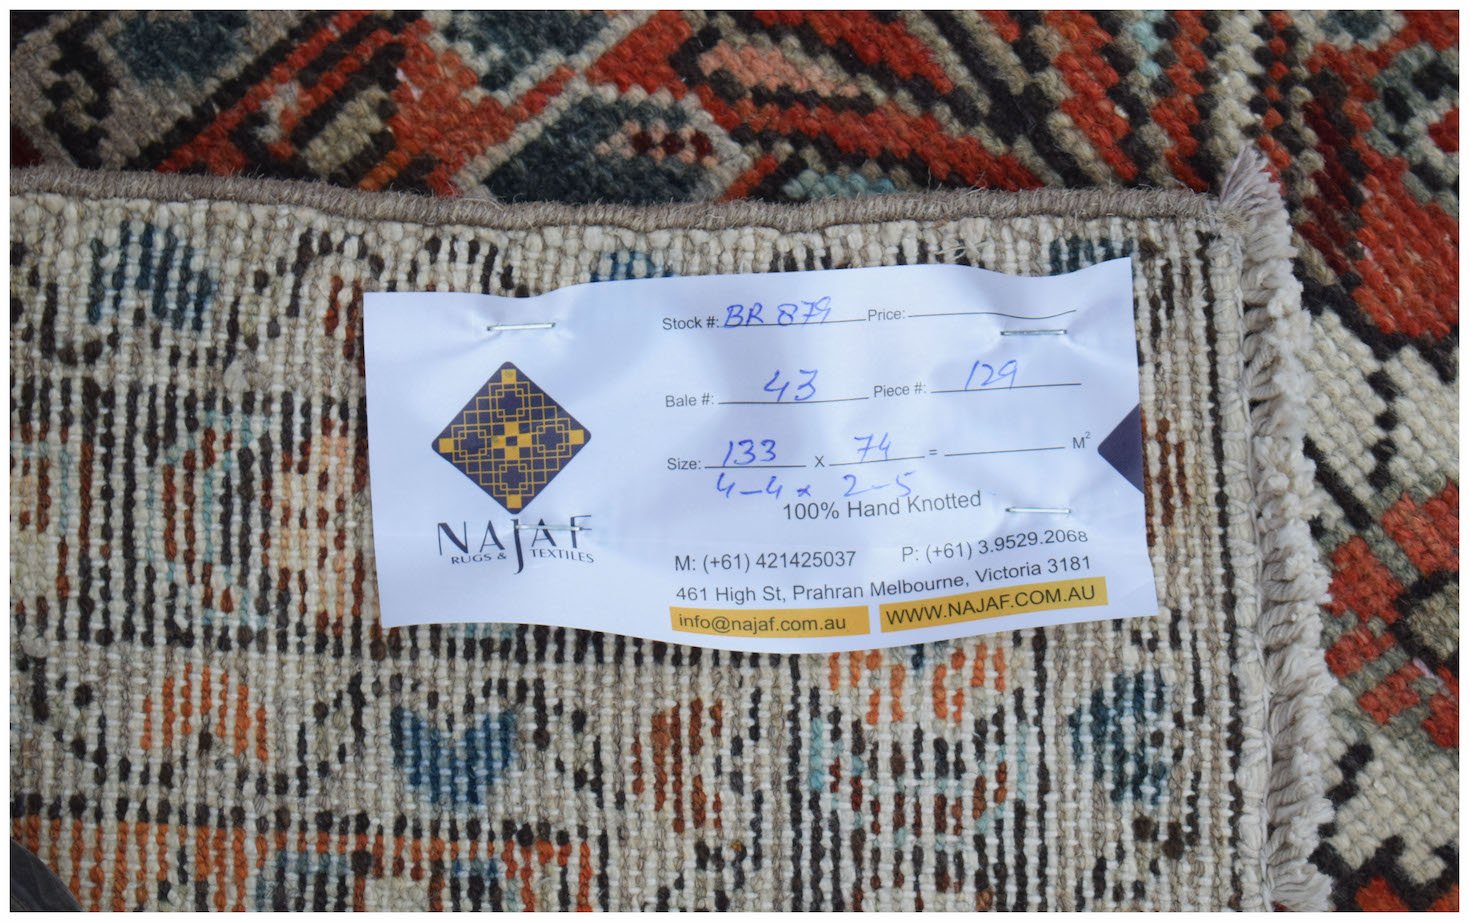 Stock #: BR 879 Price:
Bale #: 43 Piece #: 129
Size: 133 x 74 = M²
4-4 x 2-5
100% Hand Knotted
NAJAF
RUGS & TEXTILES
M: (+61) 421425037 P: (+61) 3.9529.2068
461 High St, Prahran Melbourne, Victoria 3181
info@najaf.com.au WWW.NAJAF.COM.AU